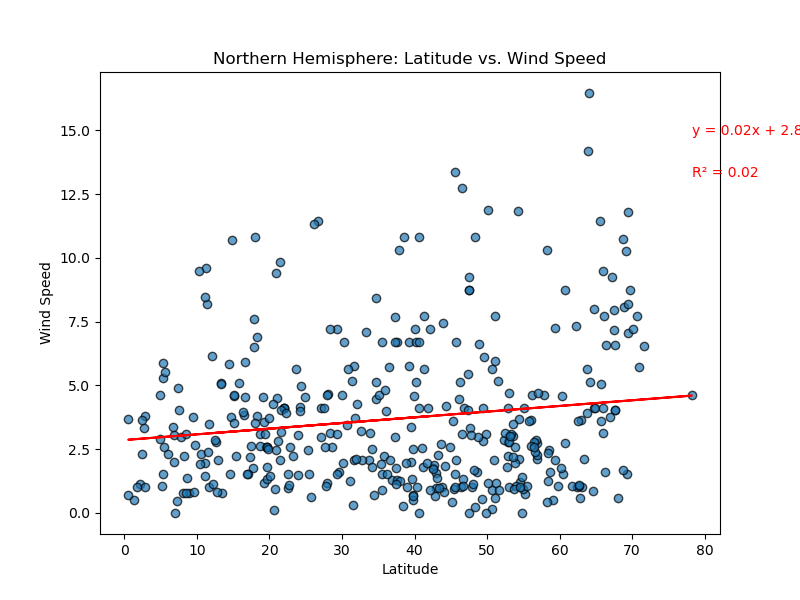 Northern Hemisphere: Latitude vs. Wind Speed
y = 0.02x + 2.8
R² = 0.02
Wind Speed
15.0
12.5
10.0
7.5
5.0
2.5
0.0
0 10 20 30 40 50 60 70 80
Latitude